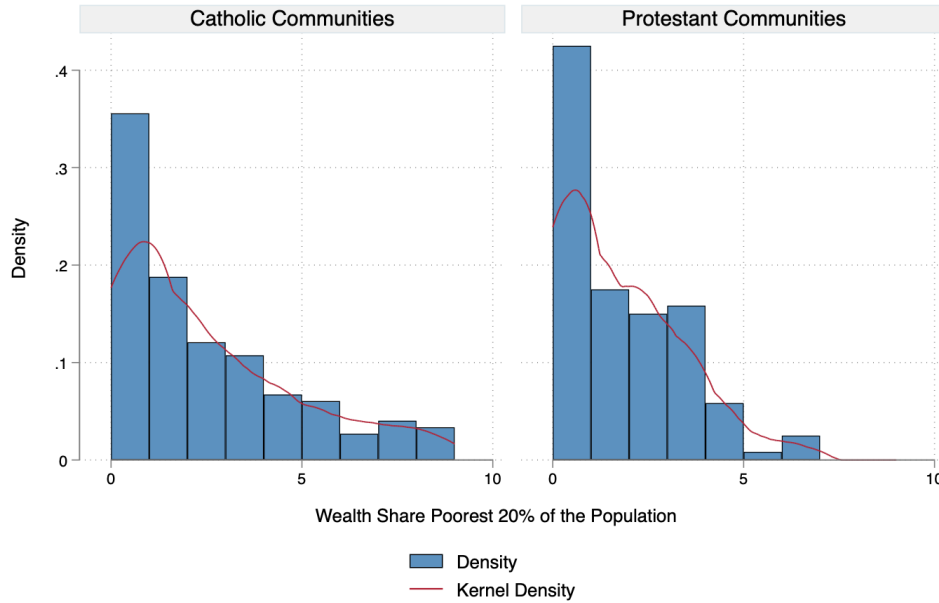 Catholic Communities
Protestant Communities
Density
.4
.3
.2
.1
0
0
5
10
0
5
10
Wealth Share Poorest 20% of the Population
Density
Kernel Density